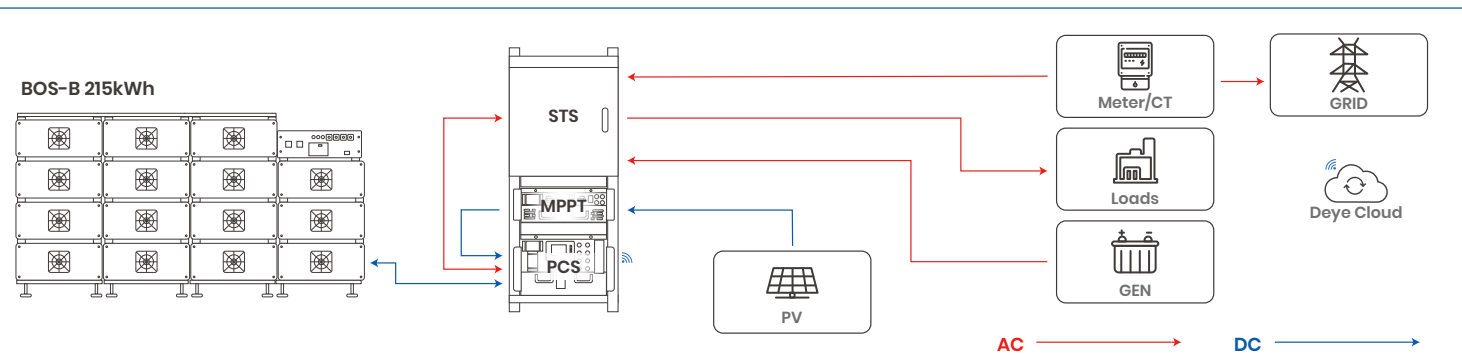 BOS-B 215kWh
STS
MPPT
PCS
PV
Meter/CT
GRID
Loads
GEN
Deye Cloud
AC
DC